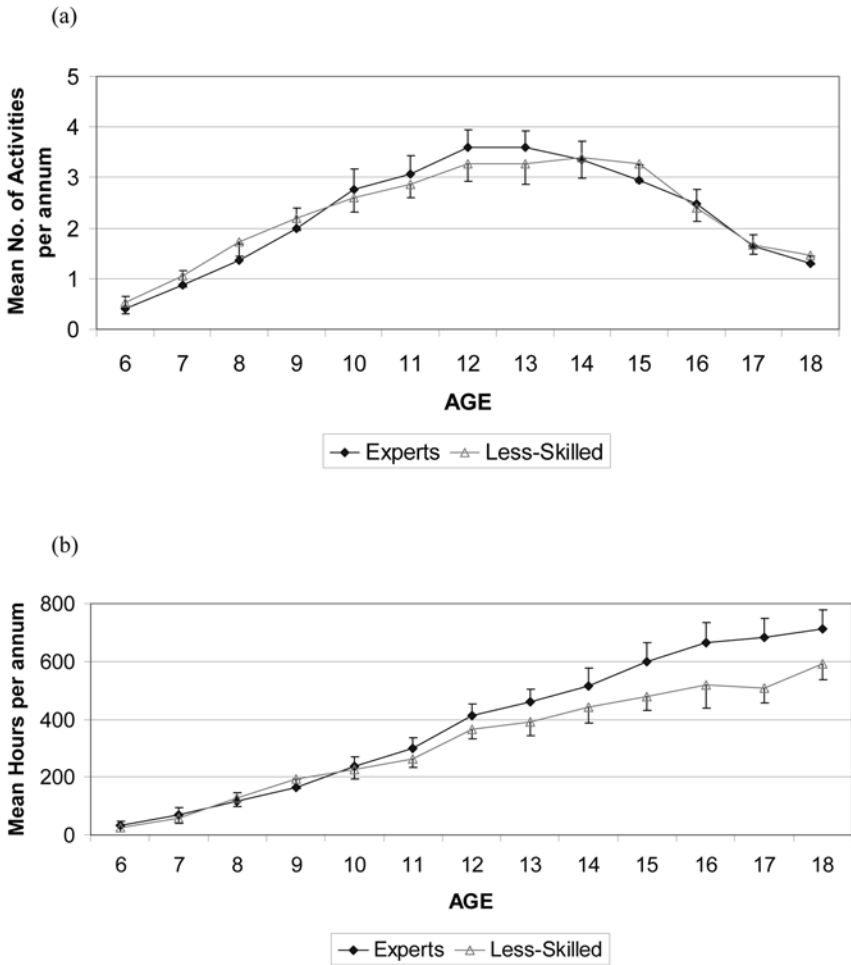 (a)
Mean No. of Activities
per annum
5
4
3
2
1
0
6 7 8 9 10 11 12 13 14 15 16 17 18
AGE
Experts Less-Skilled
(b)
Mean Hours per annum
800
600
400
200
0
6 7 8 9 10 11 12 13 14 15 16 17 18
AGE
Experts Less-Skilled